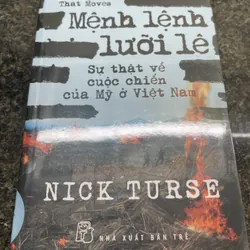 That Moves
Mệnh lệnh
lưỡi lê
Sự thật về
cuộc chiến
của Mỹ ở Việt Nam
NICK TURSE
NHÀ XUẤT BẢN TRẺ